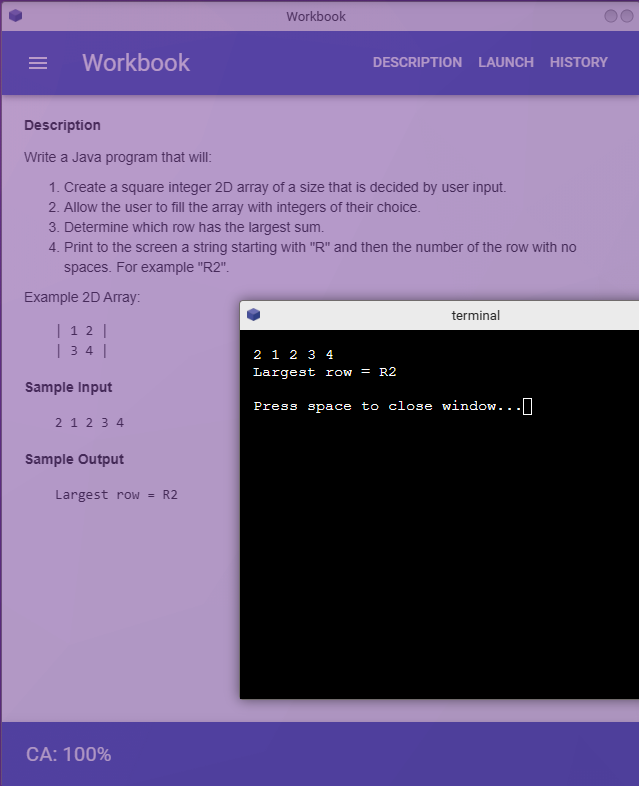 Workbook
Workbook
DESCRIPTION LAUNCH HISTORY
Description
Write a Java program that will:
1. Create a square integer 2D array of a size that is decided by user input.
2. Allow the user to fill the array with integers of their choice.
3. Determine which row has the largest sum.
4. Print to the screen a string starting with "R" and then the number of the row with no
spaces. For example "R2".
Example 2D Array:
| 1 2 |
| 3 4 |
Sample Input
2 1 2 3 4
Sample Output
Largest row = R2
terminal
2 1 2 3 4
Largest row = R2
Press space to close window...
CA: 100%